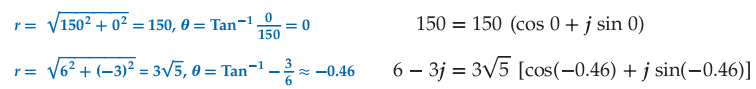 r = √(150² + 0²) = 150, θ = Tan⁻¹ 0/150 = 0
150 = 150 (cos 0 + j sin 0)
r = √(6² + (−3)²) = 3√5, θ = Tan⁻¹ − 3/6 ≈ −0.46
6 − 3j = 3√5 [cos(−0.46) + j sin(−0.46)]